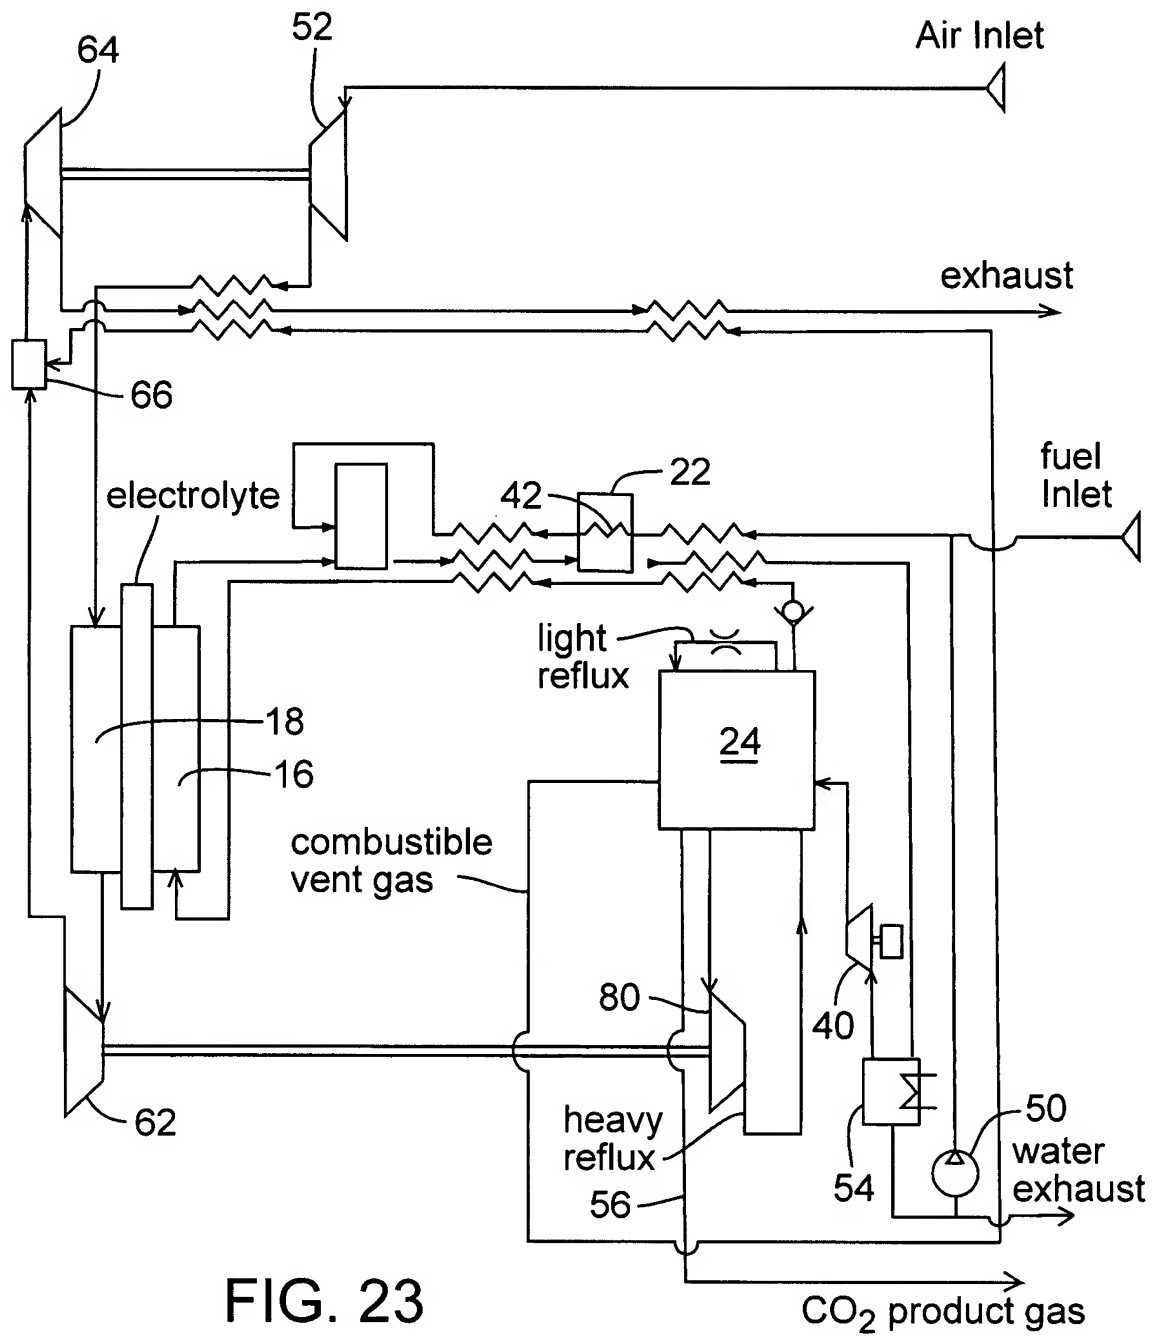 52
Air Inlet
64
exhaust
66
fuel
Inlet
22
42
electrolyte
light
reflux
18
24
16
combustible
vent gas
80
40
62
heavy
reflux
50
54
water
exhaust
56
FIG. 23
CO₂ product gas